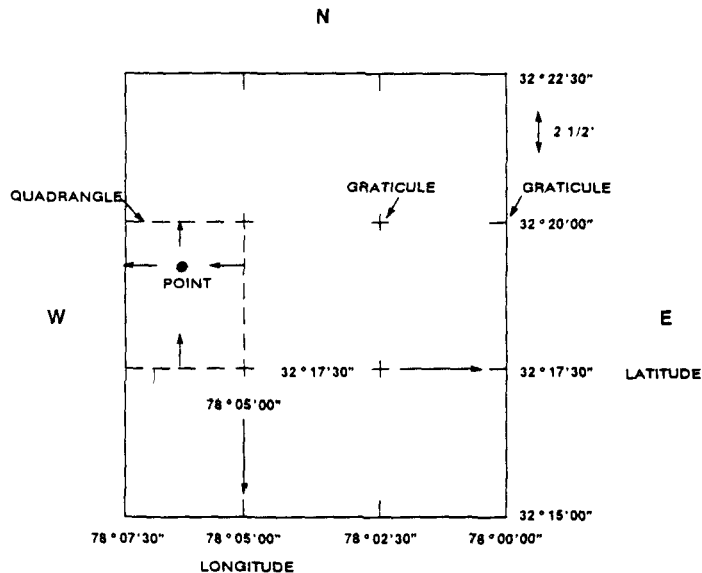 N
32°22'30"
2 1/2'
QUADRANGLE
GRATICULE
GRATICULE
32°20'00"
POINT
W
E
32°17'30"
32°17'30"
LATITUDE
78°05'00"
32°15'00"
78°07'30"
78°05'00"
78°02'30"
78°00'00"
LONGITUDE